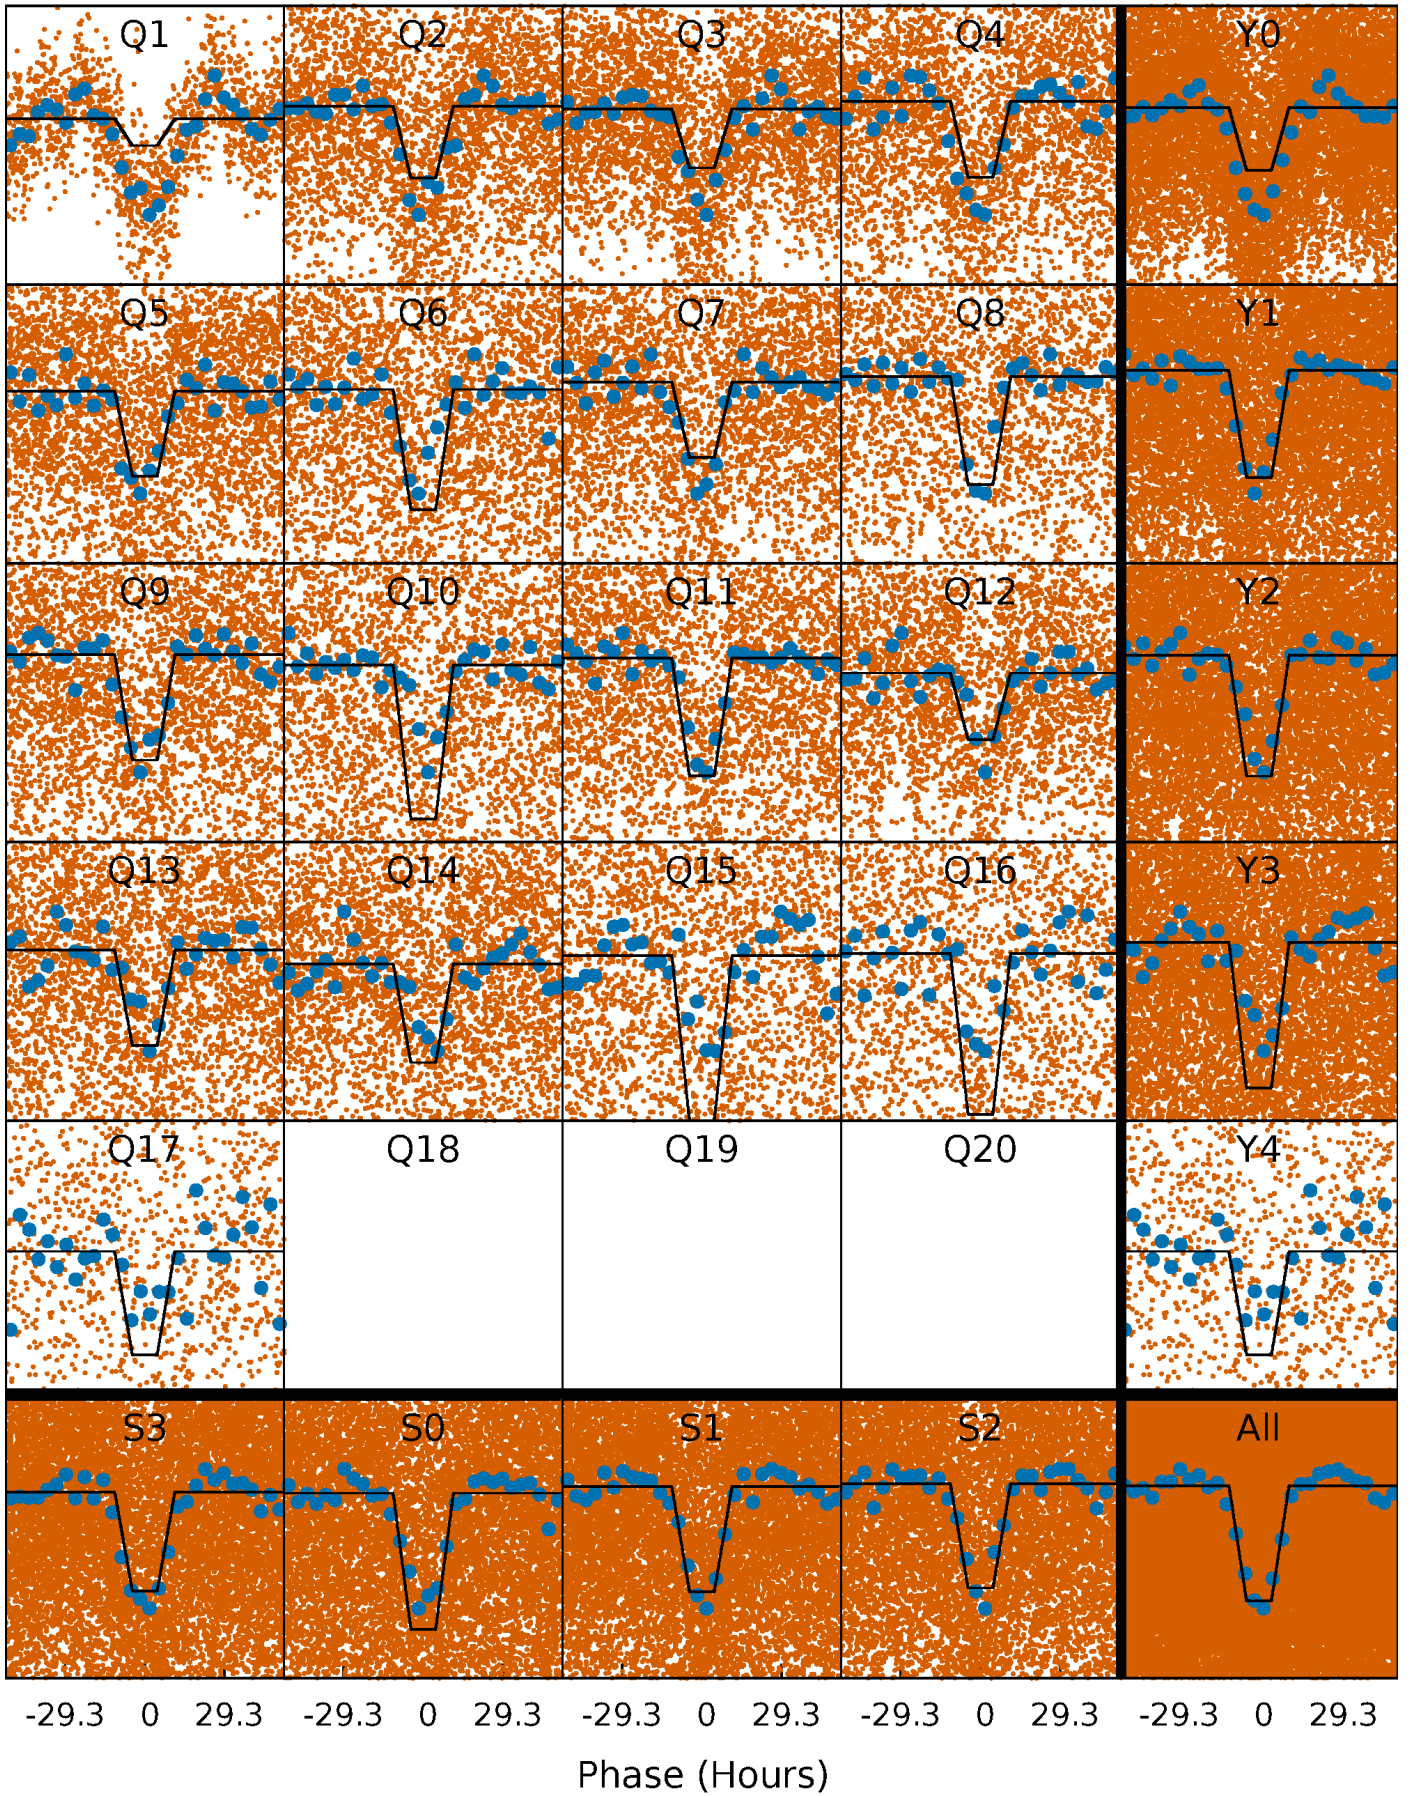 Q1 Q2 Q3 Q4 Y0
Q5 Q6 Q7 Q8 Y1
Q9 Q10 Q11 Q12 Y2
Q13 Q14 Q15 Q16 Y3
Q17 Q18 Q19 Q20 Y4
S3 S0 S1 S2 All
-29.3 0 29.3 -29.3 0 29.3 -29.3 0 29.3 -29.3 0 29.3 -29.3 0 29.3
Phase (Hours)